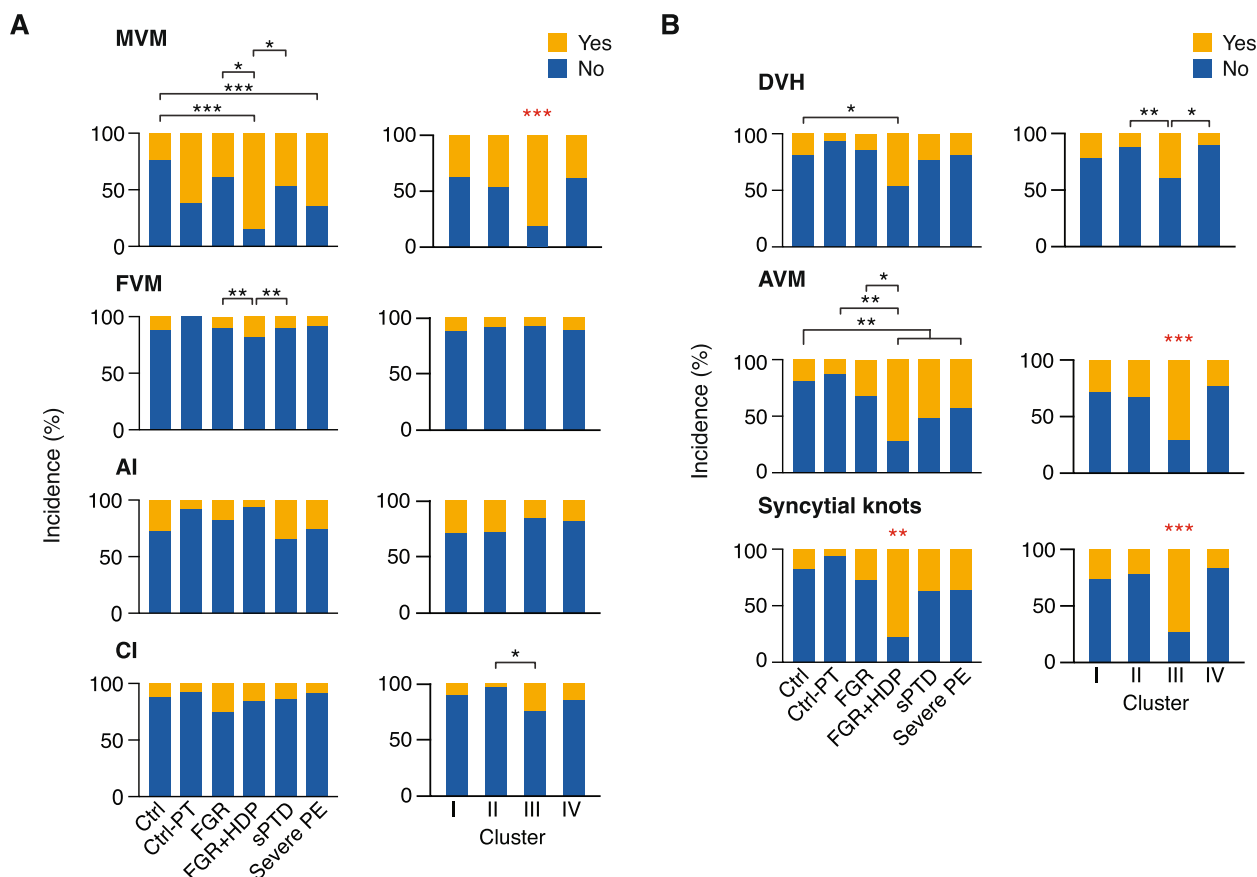 A
MVM
Yes
No
*
*
***
***
***
100
50
0
100
50
0
FVM
** **
100
50
0
100
50
0
AI
100
50
0
100
50
0
CI
*
100
50
0
100
50
0
Incidence (%)
Ctrl
Ctrl-PT
FGR
FGR+HDP
sPTD
Severe PE
I II III IV
Cluster
B
Yes
No
DVH
*
** *
100
50
0
100
50
0
AVM
*
**
**
***
100
50
0
100
50
0
Syncytial knots
**
***
100
50
0
100
50
0
Incidence (%)
Ctrl
Ctrl-PT
FGR
FGR+HDP
sPTD
Severe PE
I II III IV
Cluster